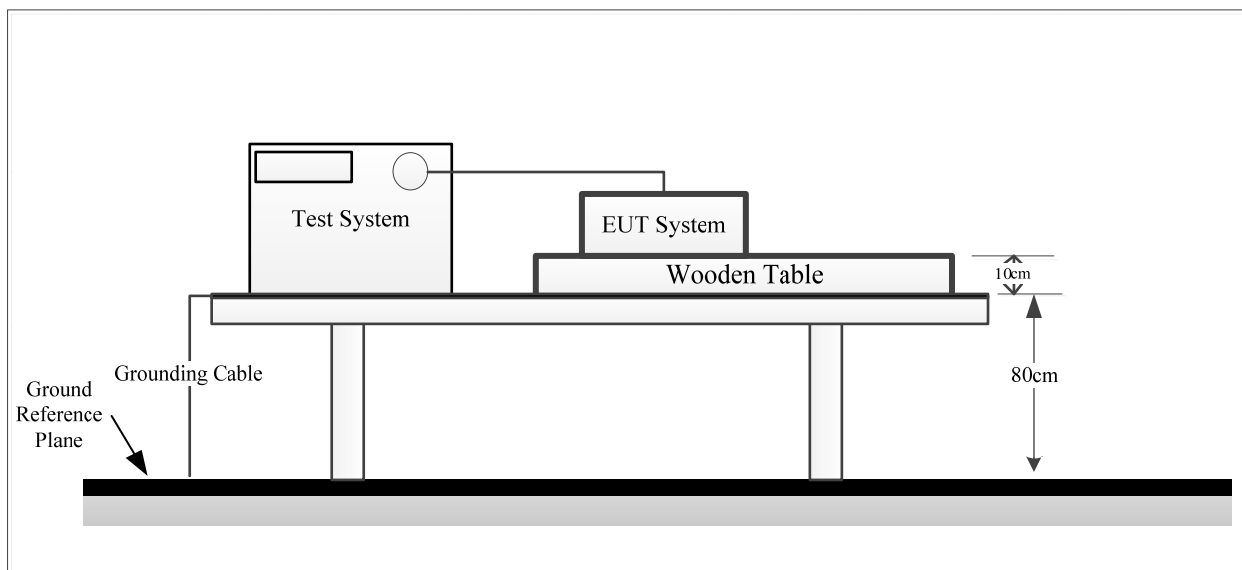 Test System
EUT System
Wooden Table
10cm
Grounding Cable
80cm
Ground
Reference
Plane